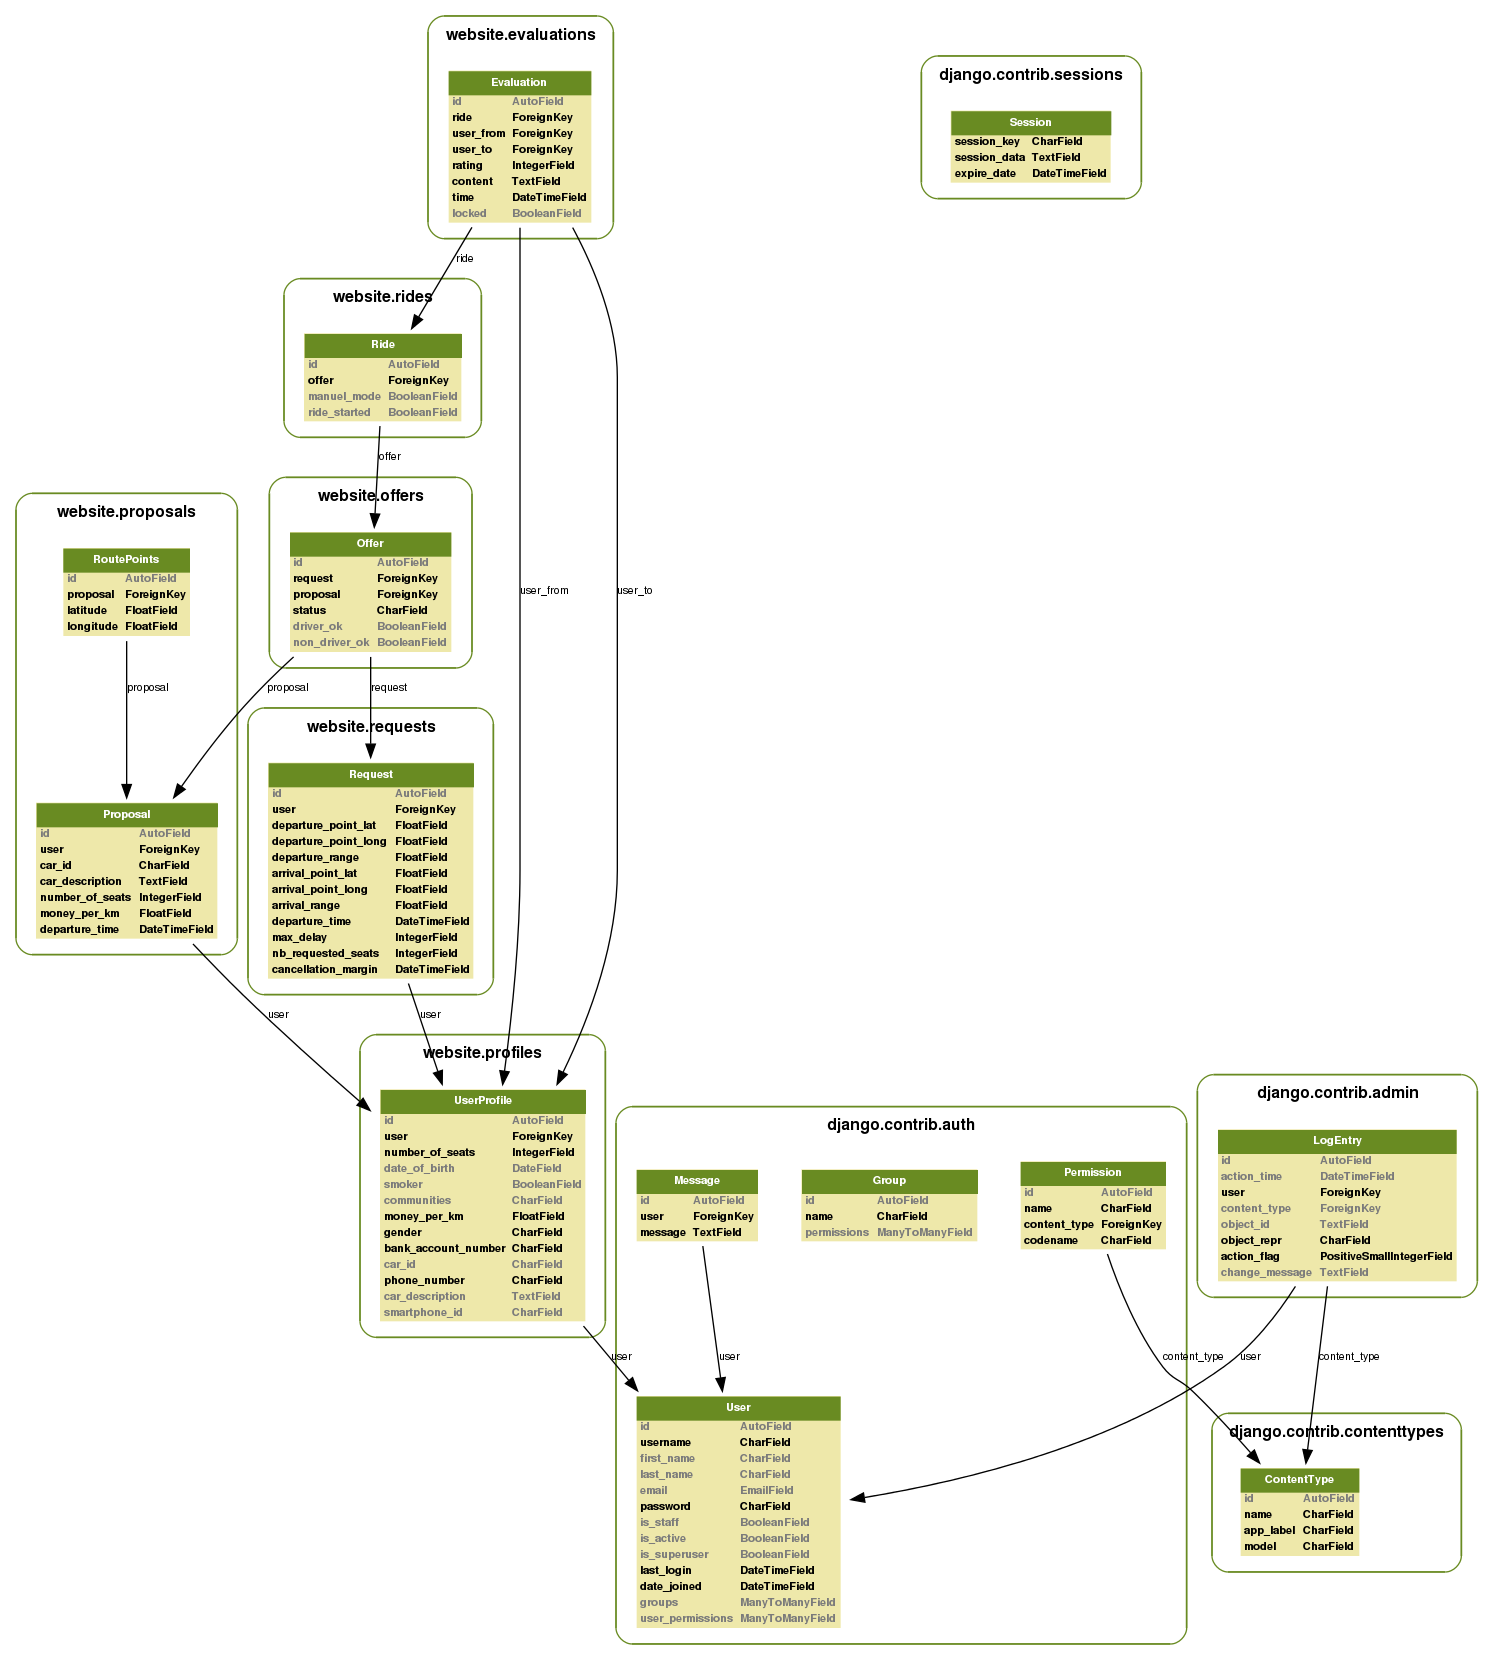 website.evaluations
Evaluation
id AutoField
ride ForeignKey
user_from ForeignKey
user_to ForeignKey
rating IntegerField
content TextField
time DateTimeField
locked BooleanField
django.contrib.sessions
Session
session_key CharField
session_data TextField
expire_date DateTimeField
ride
website.rides
Ride
id AutoField
offer ForeignKey
manuel_mode BooleanField
ride_started BooleanField
offer
website.offers
Offer
id AutoField
request ForeignKey
proposal ForeignKey
status CharField
driver_ok BooleanField
non_driver_ok BooleanField
user_from
user_to
website.proposals
RoutePoints
id AutoField
proposal ForeignKey
latitude FloatField
longitude FloatField
proposal
proposal
request
Proposal
id AutoField
user ForeignKey
car_id CharField
car_description TextField
number_of_seats IntegerField
money_per_km FloatField
departure_time DateTimeField
website.requests
Request
id AutoField
user ForeignKey
departure_point_lat FloatField
departure_point_long FloatField
departure_range FloatField
arrival_point_lat FloatField
arrival_point_long FloatField
arrival_range FloatField
departure_time DateTimeField
max_delay IntegerField
nb_requested_seats IntegerField
cancellation_margin DateTimeField
user
user
website.profiles
UserProfile
id AutoField
user ForeignKey
number_of_seats IntegerField
date_of_birth DateField
smoker BooleanField
communities CharField
money_per_km FloatField
gender CharField
bank_account_number CharField
car_id CharField
phone_number CharField
car_description TextField
smartphone_id CharField
django.contrib.auth
Message
id AutoField
user ForeignKey
message TextField
Group
id AutoField
name CharField
permissions ManyToManyField
Permission
id AutoField
name CharField
content_type ForeignKey
codename CharField
django.contrib.admin
LogEntry
id AutoField
action_time DateTimeField
user ForeignKey
content_type ForeignKey
object_id TextField
object_repr CharField
action_flag PositiveSmallIntegerField
change_message TextField
user
user
content_type
user
content_type
User
id AutoField
username CharField
first_name CharField
last_name CharField
email EmailField
password CharField
is_staff BooleanField
is_active BooleanField
is_superuser BooleanField
last_login DateTimeField
date_joined DateTimeField
groups ManyToManyField
user_permissions ManyToManyField
django.contrib.contenttypes
ContentType
id AutoField
name CharField
app_label CharField
model CharField